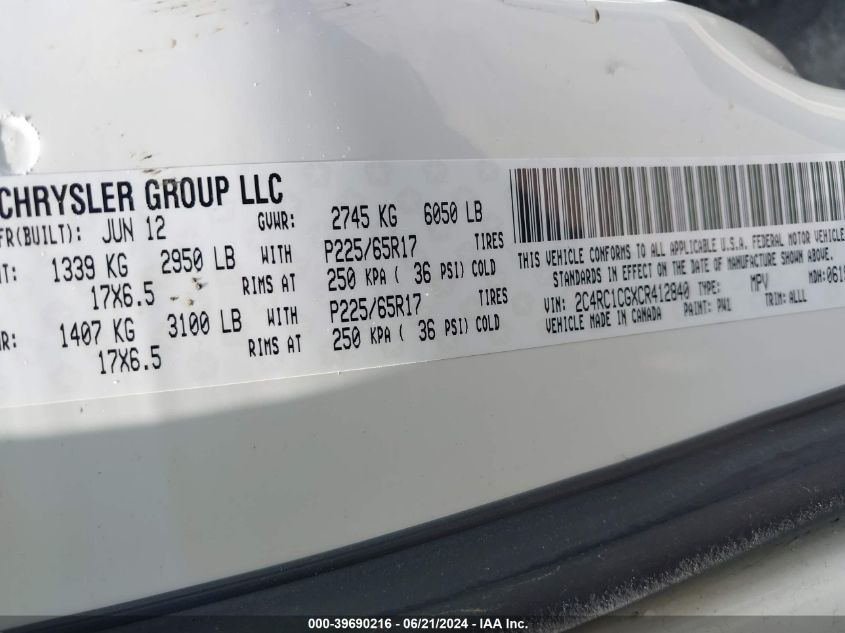 CHRYSLER GROUP LLC
FR(BUILT): JUN 12 GVWR: 2745 KG 6050 LB
T: 1339 KG 2950 LB WITH P225/65R17 TIRES
17X6.5 RIMS AT 250 KPA ( 36 PSI) COLD
R: 1407 KG 3100 LB WITH P225/65R17 TIRES
17X6.5 RIMS AT 250 KPA ( 36 PSI) COLD
THIS VEHICLE CONFORMS TO ALL APPLICABLE U.S.A. FEDERAL MOTOR VEHICLE
STANDARDS IN EFFECT ON THE DATE OF MANUFACTURE SHOWN ABOVE.
VIN: 2C4RC1CGXCR412840 TYPE: MPV MDH: 061
VEHICLE MADE IN CANADA PAINT: PW1 TRIM: ALLL
000-39690216 - 06/21/2024 - IAA Inc.